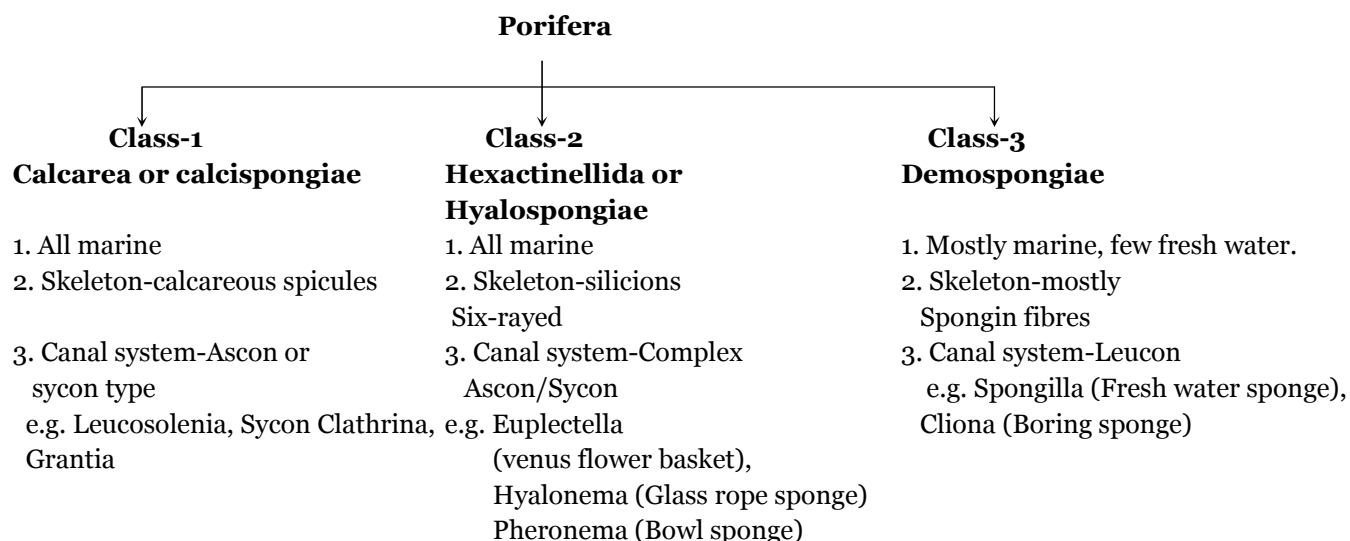 Porifera
Class-1
Calcarea or calcispongiae
1. All marine
2. Skeleton-calcareous spicules
3. Canal system-Ascon or
sycon type
e.g. Leucosolenia, Sycon Clathrina,
Grantia
Class-2
Hexactinellida or
Hyalospongiae
1. All marine
2. Skeleton-silicions
Six-rayed
3. Canal system-Complex
Ascon/Sycon
e.g. Euplectella
(venus flower basket),
Hyalonema (Glass rope sponge)
Pheronema (Bowl sponge)
Class-3
Demospongiae
1. Mostly marine, few fresh water.
2. Skeleton-mostly
Spongin fibres
3. Canal system-Leucon
e.g. Spongilla (Fresh water sponge),
Cliona (Boring sponge)